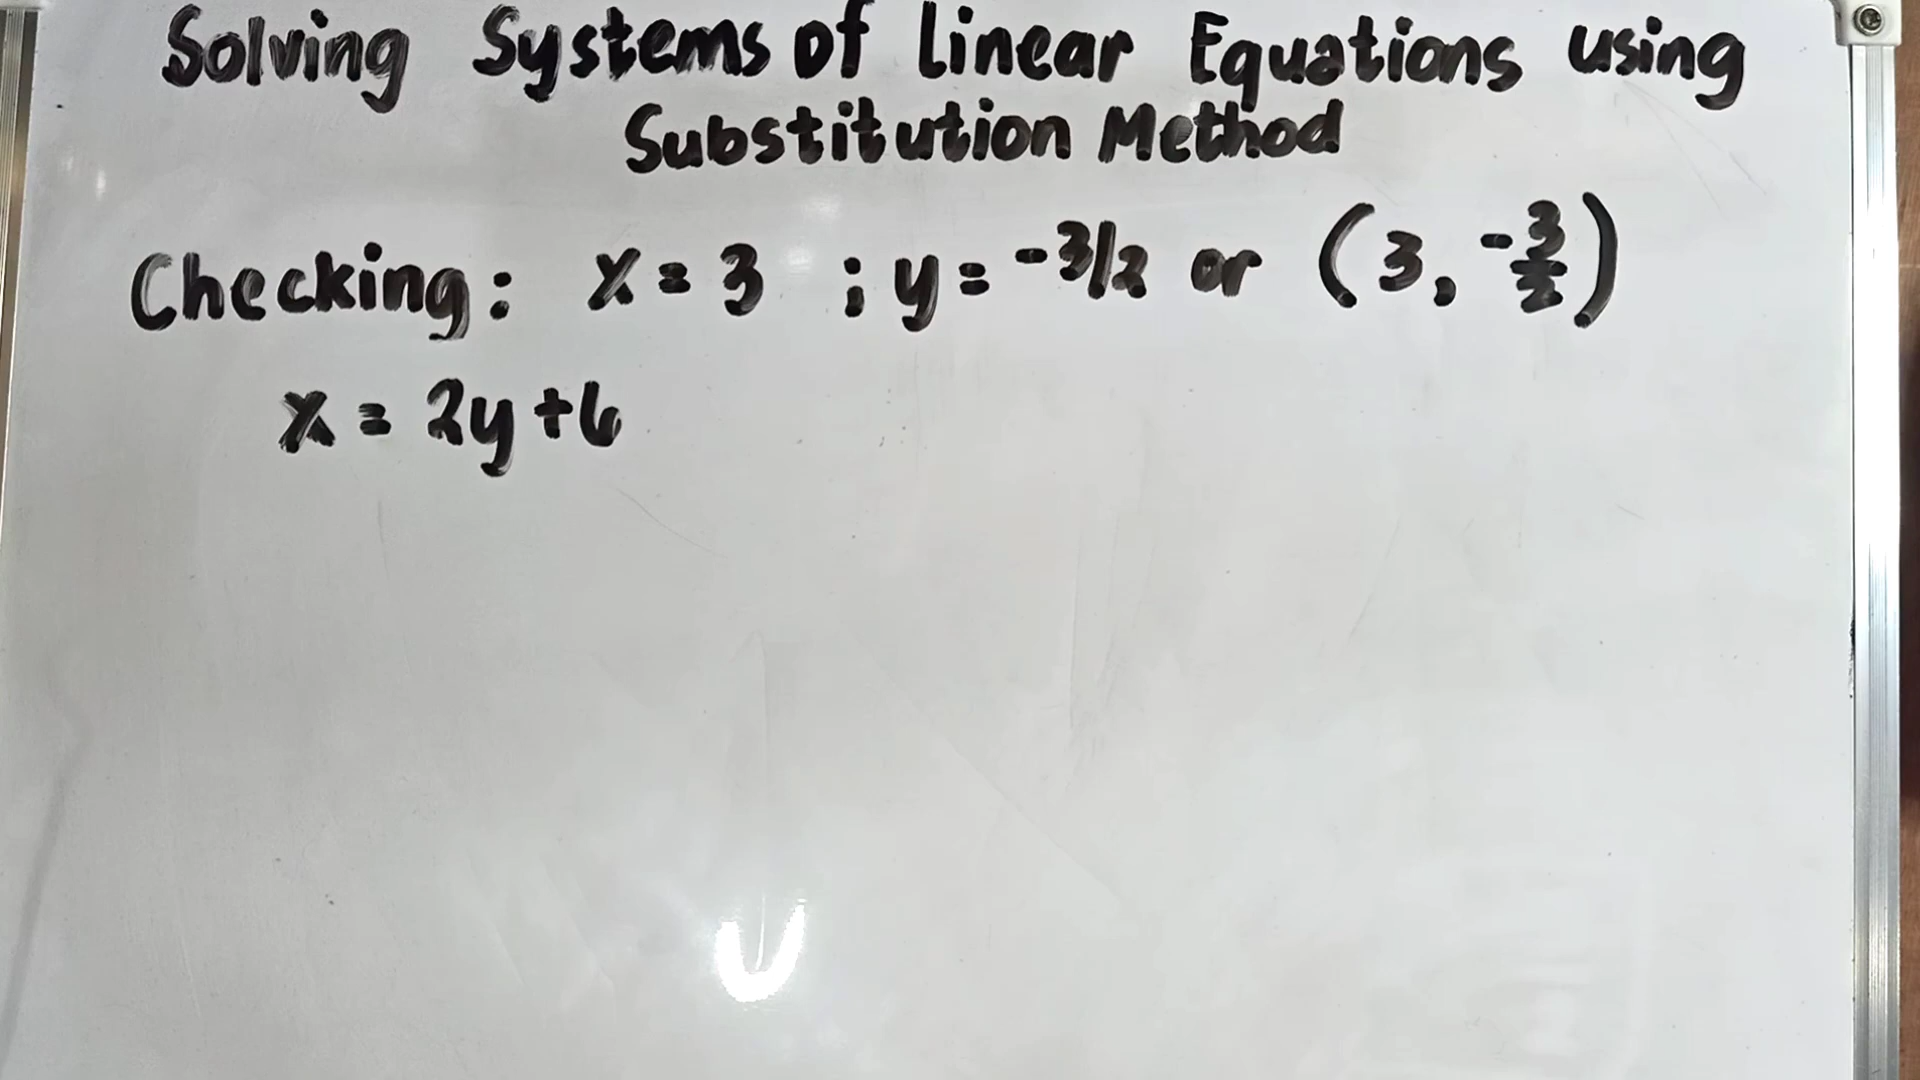 Solving Systems of Linear Equations using
Substitution Method
Checking: x = 3 ; y = -3/2 or (3, -3/2)
x = 2y + 6